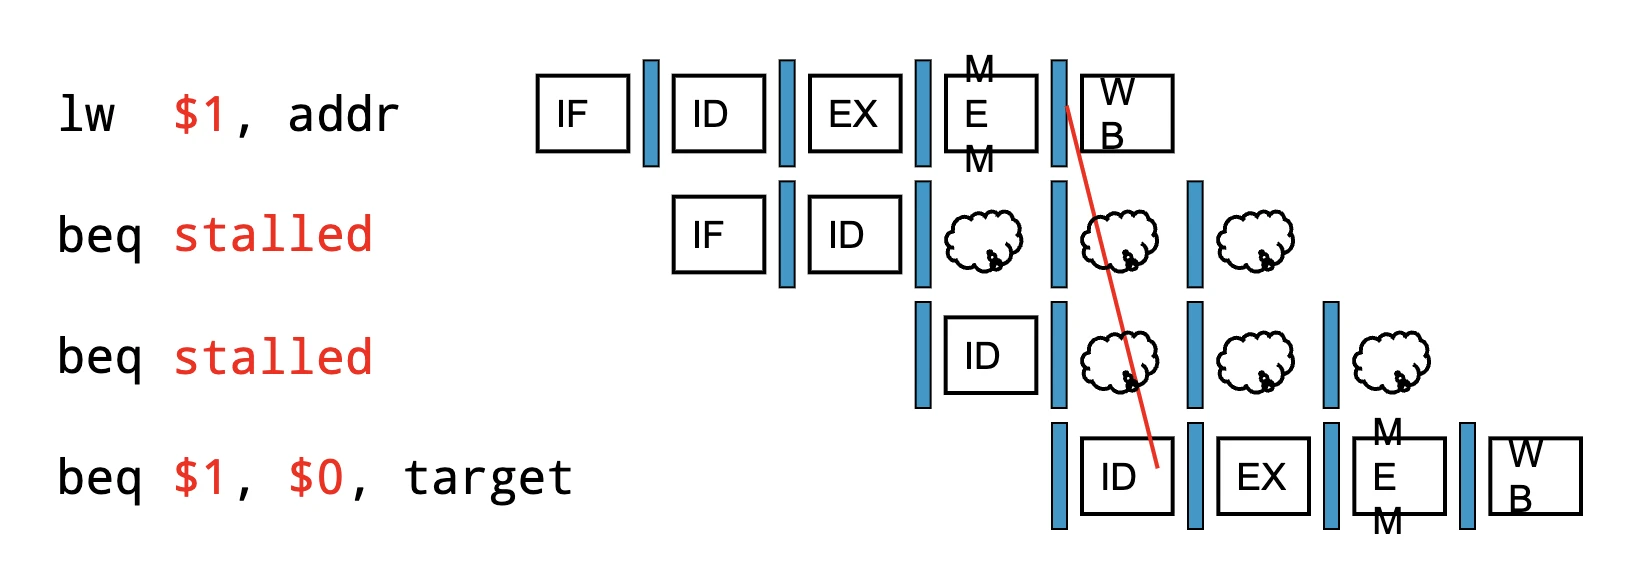 lw $1, addr IF ID EX MEM WB
beq stalled IF ID
beq stalled ID
beq $1, $0, target ID EX MEM WB